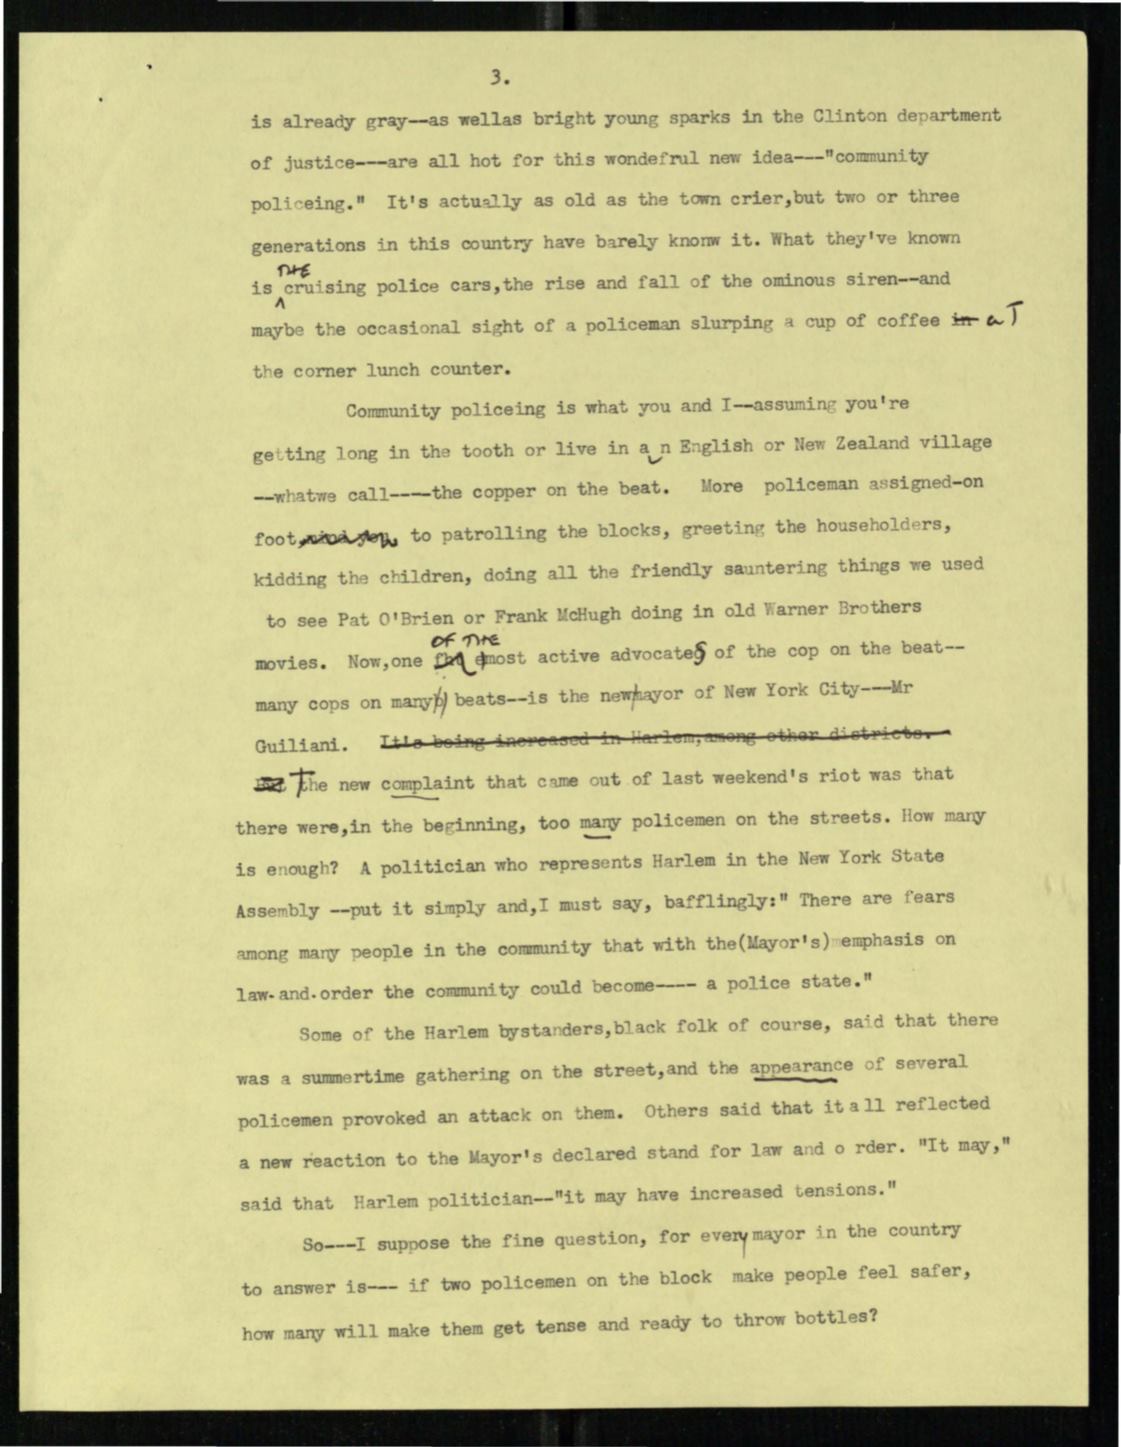 3.
is already gray--as wellas bright young sparks in the Clinton department
of justice---are all hot for this wondefrul new idea---"community
policeing." It's actually as old as the town crier,but two or three
generations in this country have barely knonw it. What they've known
THE
is cruising police cars,the rise and fall of the ominous siren--and
maybe the occasional sight of a policeman slurping a cup of coffee in aT
the corner lunch counter.
Community policeing is what you and I--assuming you're
getting long in the tooth or live in a n English or New Zealand village
--whatwe call----the copper on the beat. More policeman assigned-on
foot, to patrolling the blocks, greeting the householders,
kidding the children, doing all the friendly sauntering things we used
to see Pat O'Brien or Frank McHugh doing in old Warner Brothers
OF THE
movies. Now,one most active advocateS of the cop on the beat--
many cops on many beats--is the new mayor of New York City---Mr
Guiliani. It's being increased in Harlem,among other districts.
The new complaint that came out of last weekend's riot was that
there were,in the beginning, too many policemen on the streets. How many
is enough? A politician who represents Harlem in the New York State
Assembly --put it simply and,I must say, bafflingly:" There are fears
among many people in the community that with the(Mayor's) emphasis on
law-and-order the community could become---- a police state."
Some of the Harlem bystanders,black folk of course, said that there
was a summertime gathering on the street,and the appearance of several
policemen provoked an attack on them. Others said that it all reflected
a new reaction to the Mayor's declared stand for law and o rder. "It may,"
said that Harlem politician--"it may have increased tensions."
So---I suppose the fine question, for every mayor in the country
to answer is--- if two policemen on the block make people feel safer,
how many will make them get tense and ready to throw bottles?